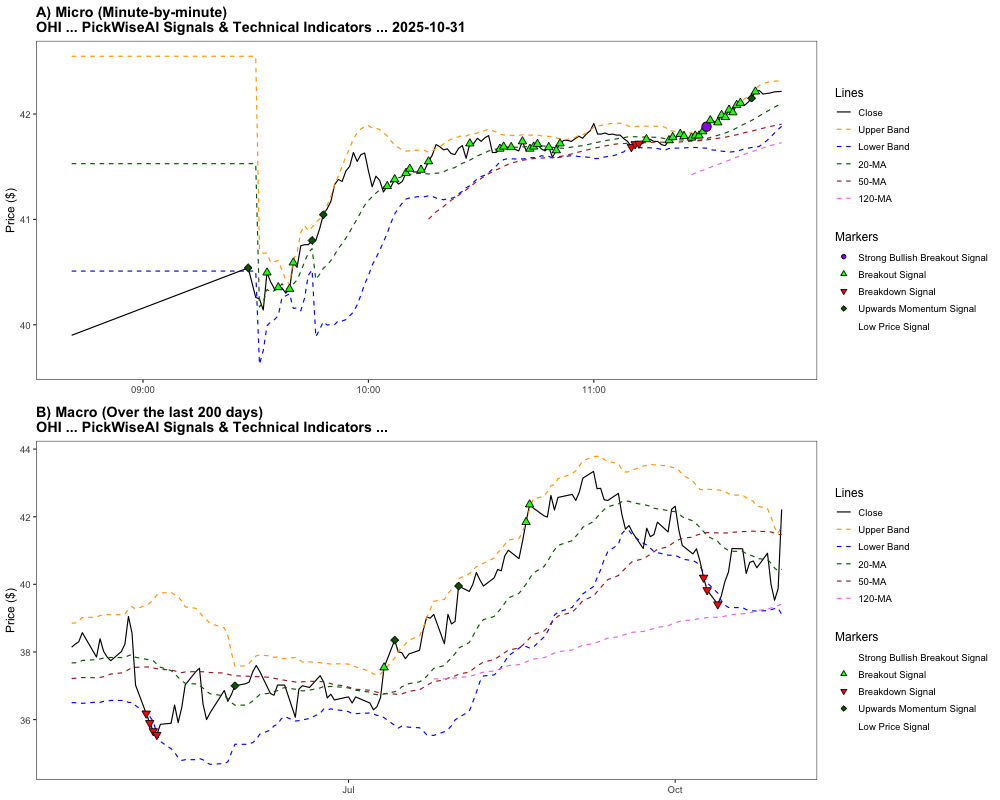 A) Micro (Minute-by-minute)
OHI ... PickWiseAI Signals & Technical Indicators ... 2025-10-31
Price ($)
42
41
40
09:00
10:00
11:00
Lines
Close
Upper Band
Lower Band
20-MA
50-MA
120-MA
Markers
Strong Bullish Breakout Signal
Breakout Signal
Breakdown Signal
Upwards Momentum Signal
Low Price Signal
B) Macro (Over the last 200 days)
OHI ... PickWiseAI Signals & Technical Indicators ...
Price ($)
44
42
40
38
36
Jul
Oct
Lines
Close
Upper Band
Lower Band
20-MA
50-MA
120-MA
Markers
Strong Bullish Breakout Signal
Breakout Signal
Breakdown Signal
Upwards Momentum Signal
Low Price Signal